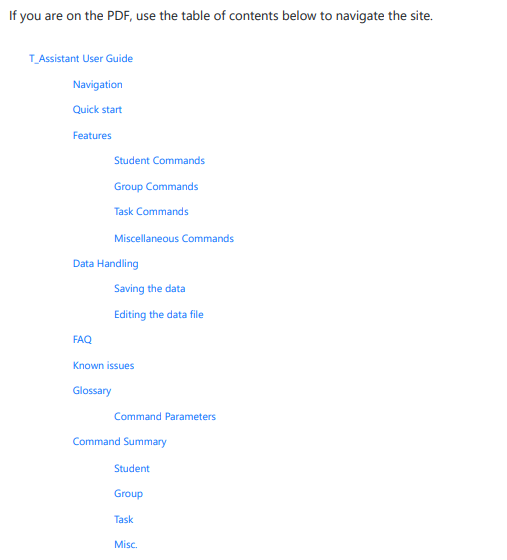 If you are on the PDF, use the table of contents below to navigate the site.
T_Assistant User Guide
Navigation
Quick start
Features
Student Commands
Group Commands
Task Commands
Miscellaneous Commands
Data Handling
Saving the data
Editing the data file
FAQ
Known issues
Glossary
Command Parameters
Command Summary
Student
Group
Task
Misc.